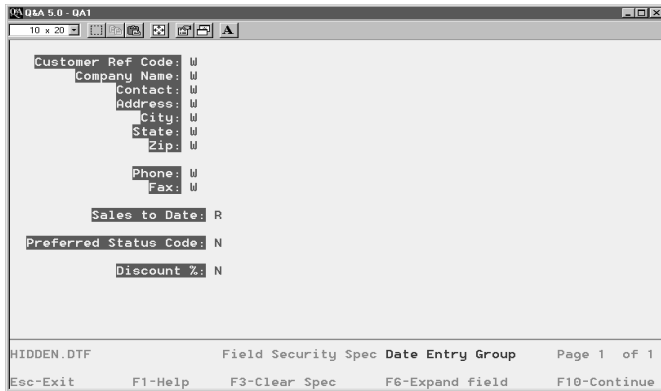 Q&A 5.0 - QA1
10 x 20 A
Customer Ref Code: W
Company Name: W
Contact: W
Address: W
City: W
State: W
Zip: W
Phone: W
Fax: W
Sales to Date: R
Preferred Status Code: N
Discount %: N
HIDDEN.DTF Field Security Spec Date Entry Group Page 1 of 1
Esc-Exit F1-Help F3-Clear Spec F6-Expand field F10-Continue